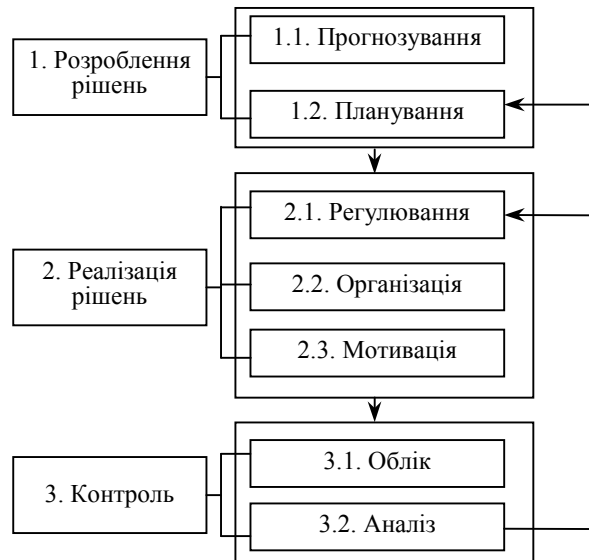 1. Розроблення
рішень
1.1. Прогнозування
1.2. Планування
2. Реалізація
рішень
2.1. Регулювання
2.2. Організація
2.3. Мотивація
3. Контроль
3.1. Облік
3.2. Аналіз